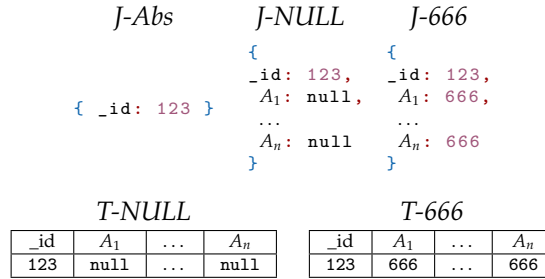 J-Abs J-NULL J-666
{ {
_id: 123, _id: 123,
A₁: null, A₁: 666,
{ _id: 123 } ... ...
Aₙ: null Aₙ: 666
} }
T-NULL T-666
_id A₁ ... Aₙ _id A₁ ... Aₙ
123 null ... null 123 666 ... 666